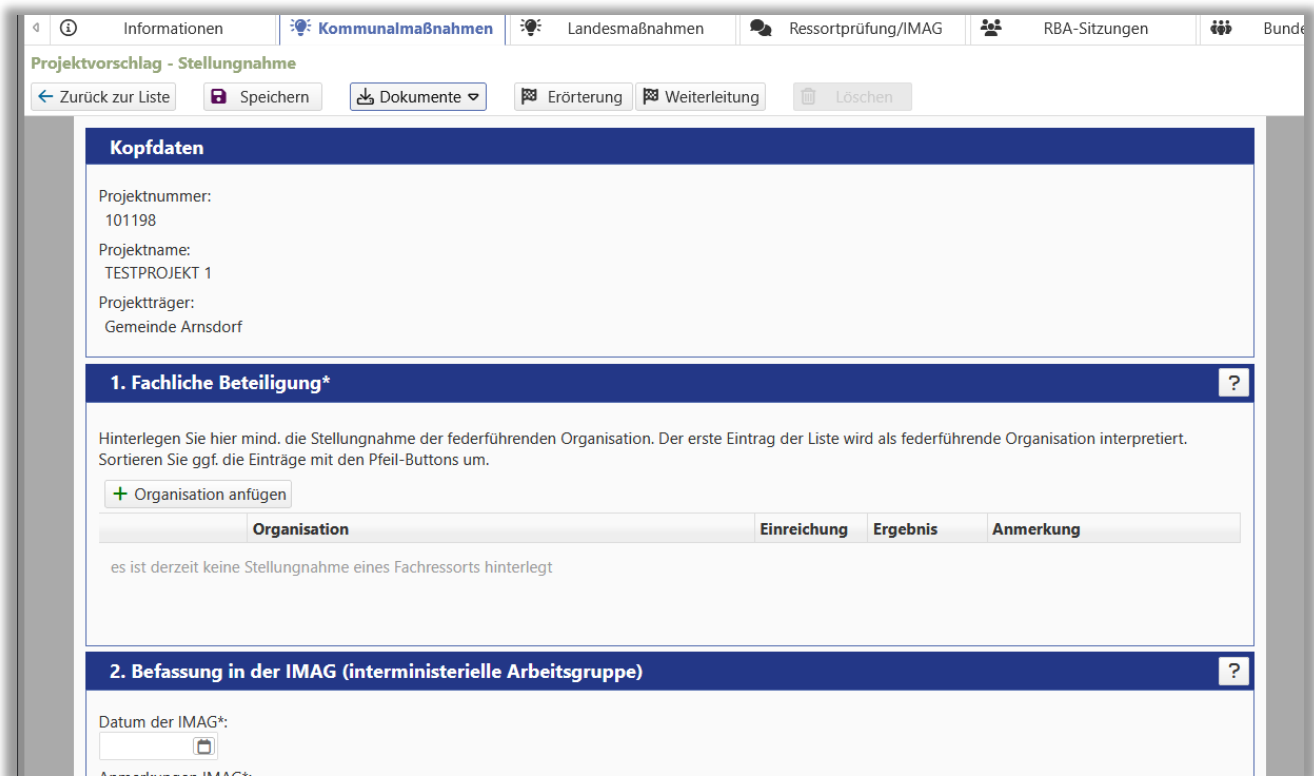 Informationen Kommunalmaßnahmen Landesmaßnahmen Ressortprüfung/IMAG RBA-Sitzungen Bunde
Projektvorschlag - Stellungnahme
Zurück zur Liste Speichern Dokumente Erörterung Weiterleitung Löschen
Kopfdaten
Projektnummer:
101198
Projektname:
TESTPROJEKT 1
Projektträger:
Gemeinde Arnsdorf
1. Fachliche Beteiligung* ?
Hinterlegen Sie hier mind. die Stellungnahme der federführenden Organisation. Der erste Eintrag der Liste wird als federführende Organisation interpretiert.
Sortieren Sie ggf. die Einträge mit den Pfeil-Buttons um.
+ Organisation anfügen
Organisation Einreichung Ergebnis Anmerkung
es ist derzeit keine Stellungnahme eines Fachressorts hinterlegt
2. Befassung in der IMAG (interministerielle Arbeitsgruppe) ?
Datum der IMAG*:
Anmerkungen IMAG*: